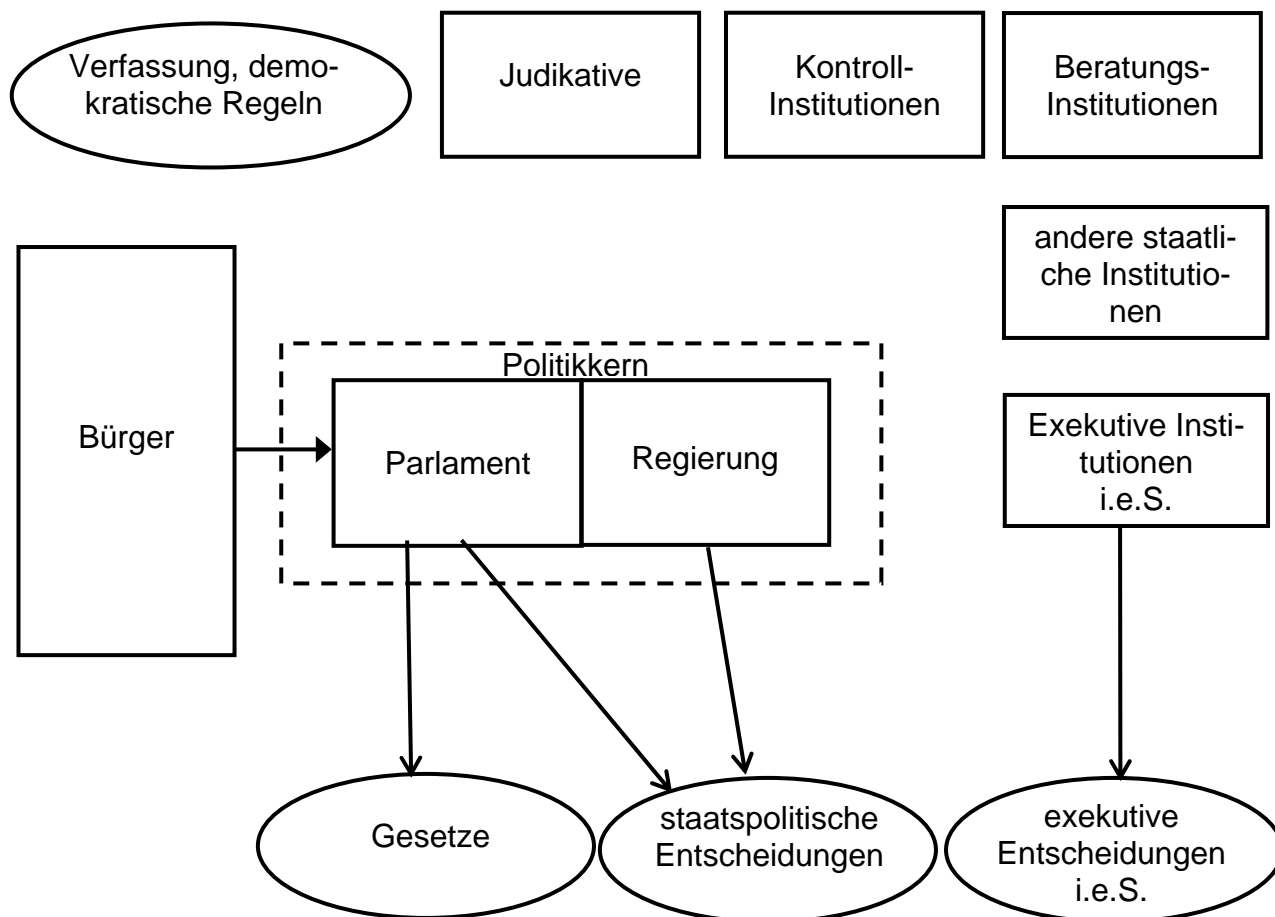 Verfassung, demo-
kratische Regeln
Judikative
Kontroll-
Institutionen
Beratungs-
Institutionen
andere staatli-
che Institutio-
nen
Politikkern
Bürger
Parlament
Regierung
Exekutive Insti-
tutionen
i.e.S.
Gesetze
staatspolitische
Entscheidungen
exekutive
Entscheidungen
i.e.S.